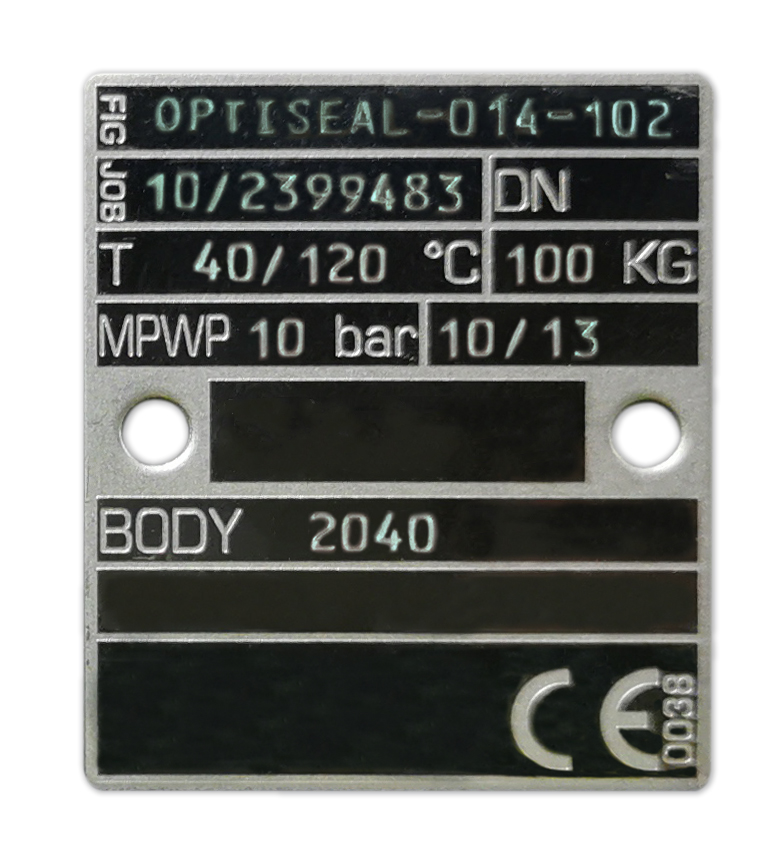 FIG OPTISEAL-014-102
JOB 10/2399483 DN
T 40/120 °C 100 KG
MPWP 10 bar 10/13
BODY 2040
CE 0038